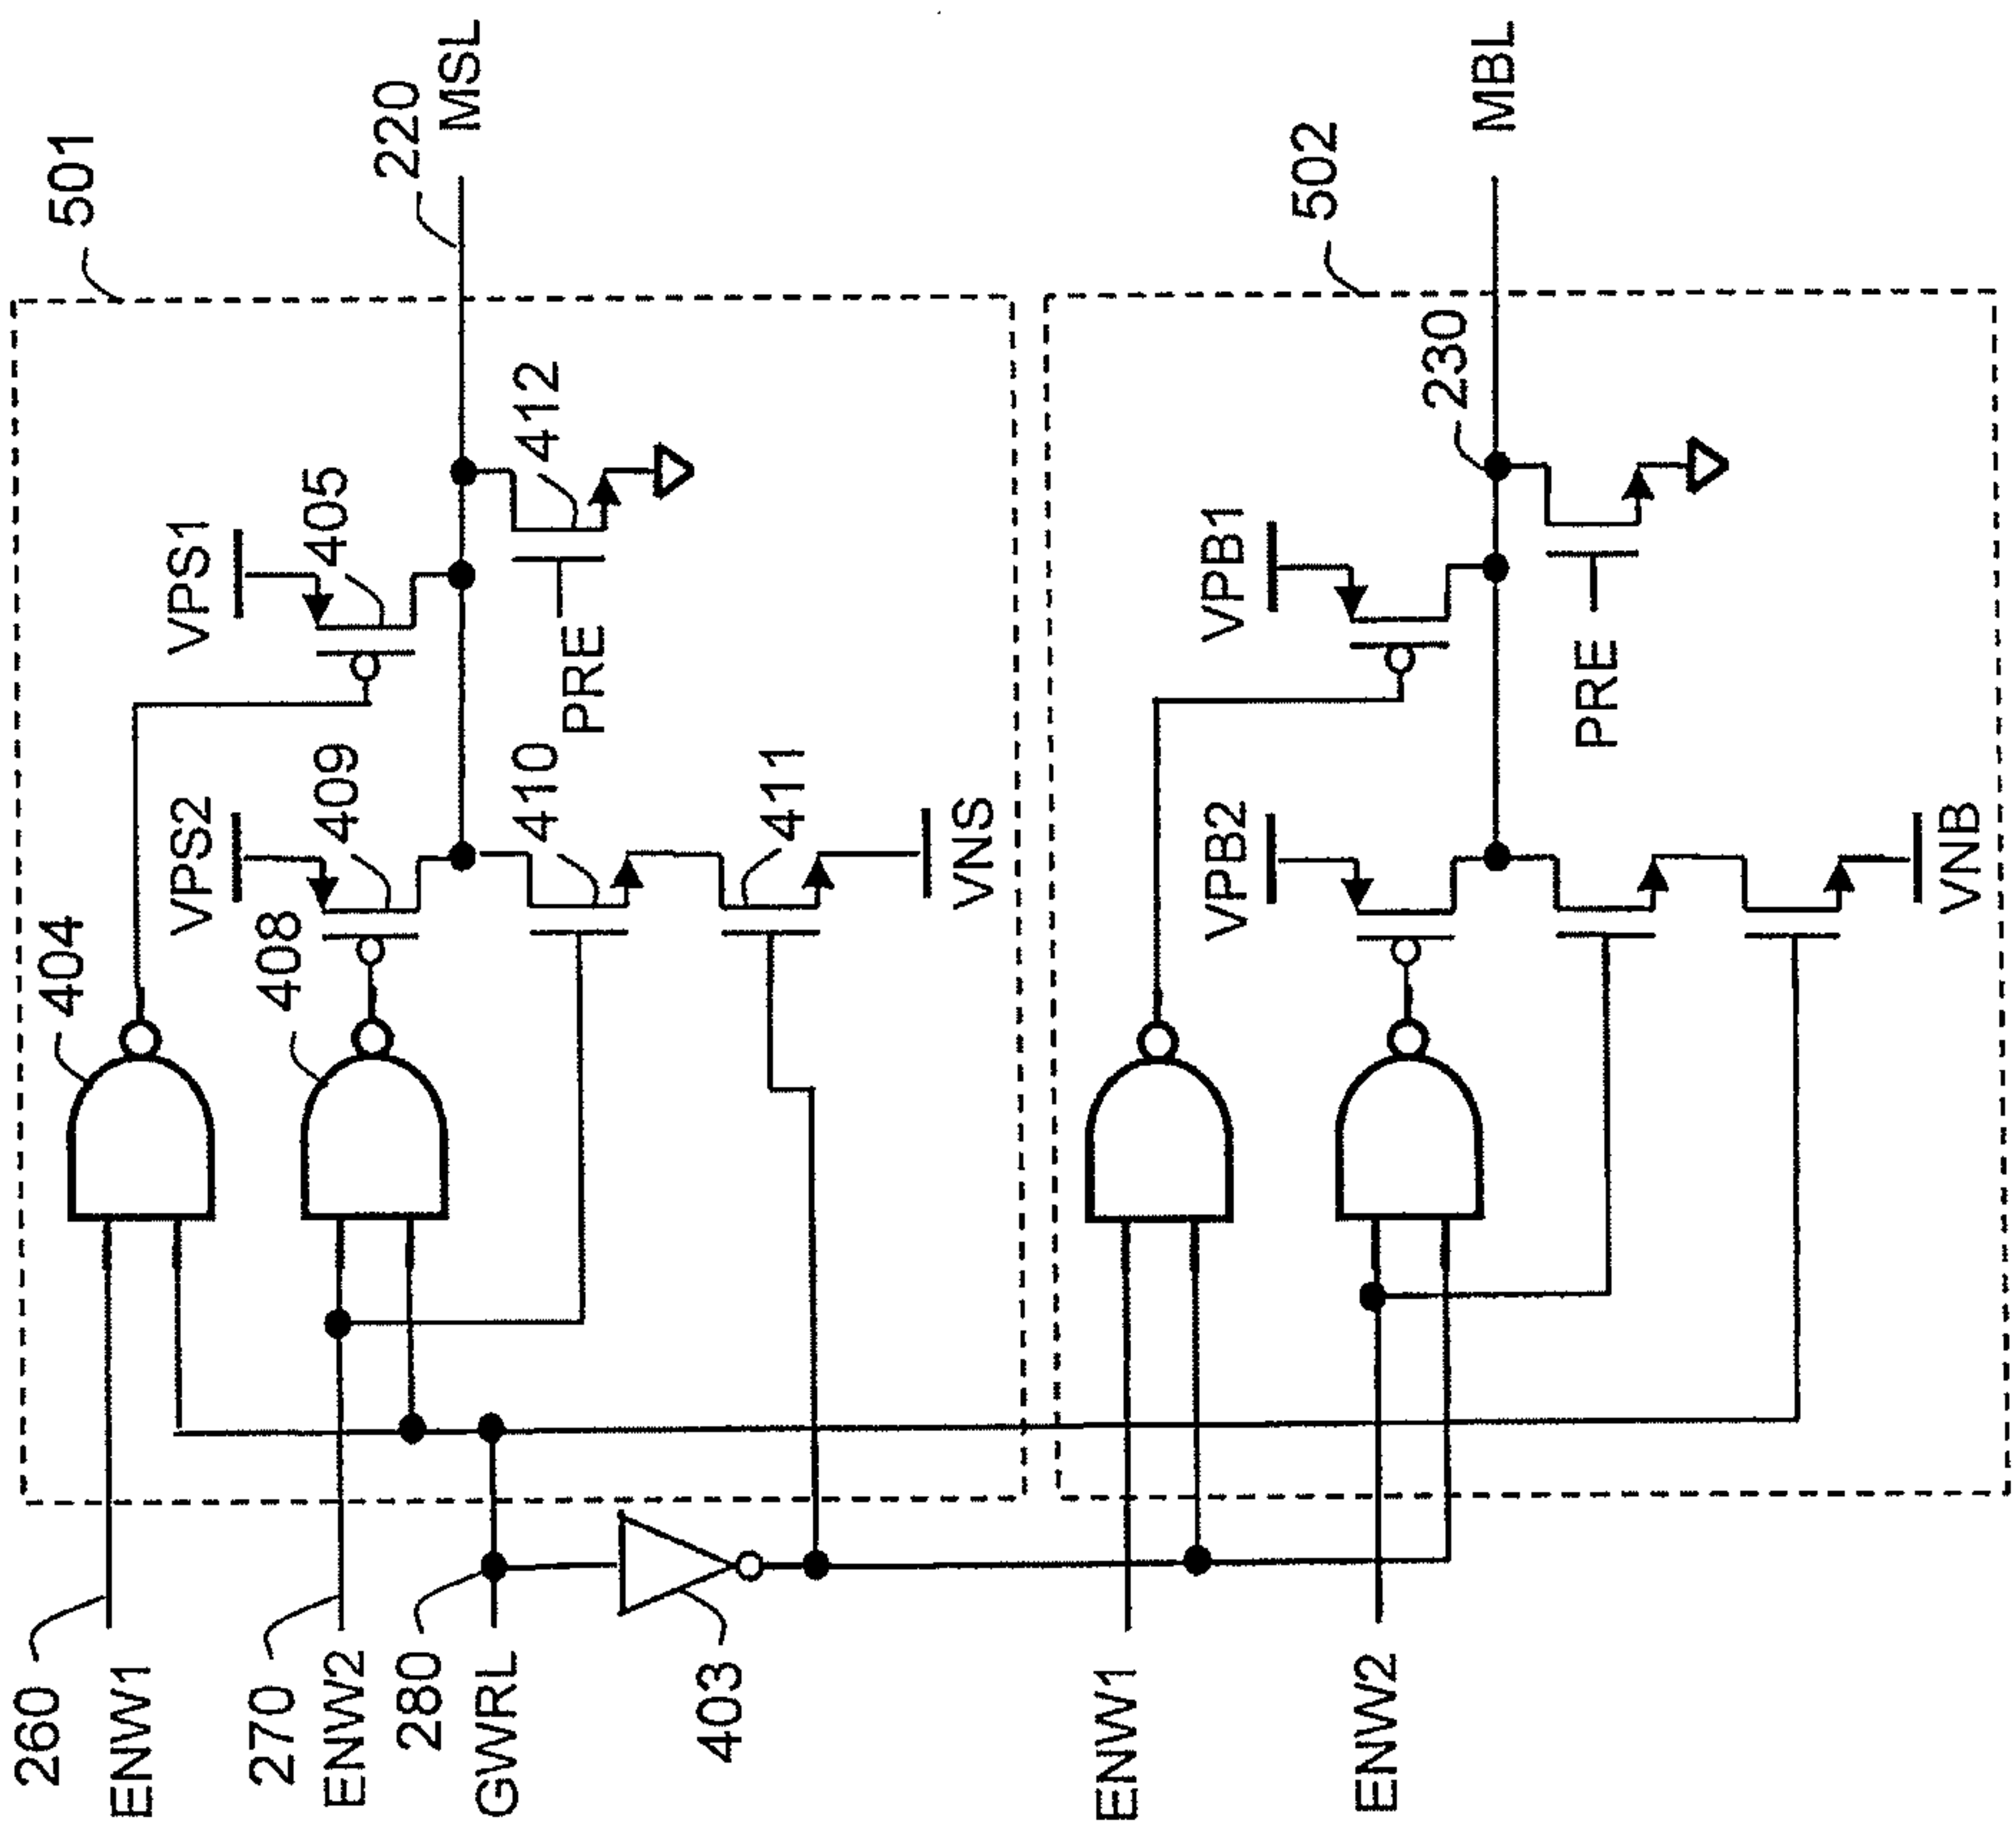 260
ENW1
270
ENW2
280
GWRL
403
ENW1
ENW2
404
408
VPS2
409
410
411
VNS
VPS1
405
412
PRE
501
220
MSL
VPB2
VNB
VPB1
PRE
230
502
MBL